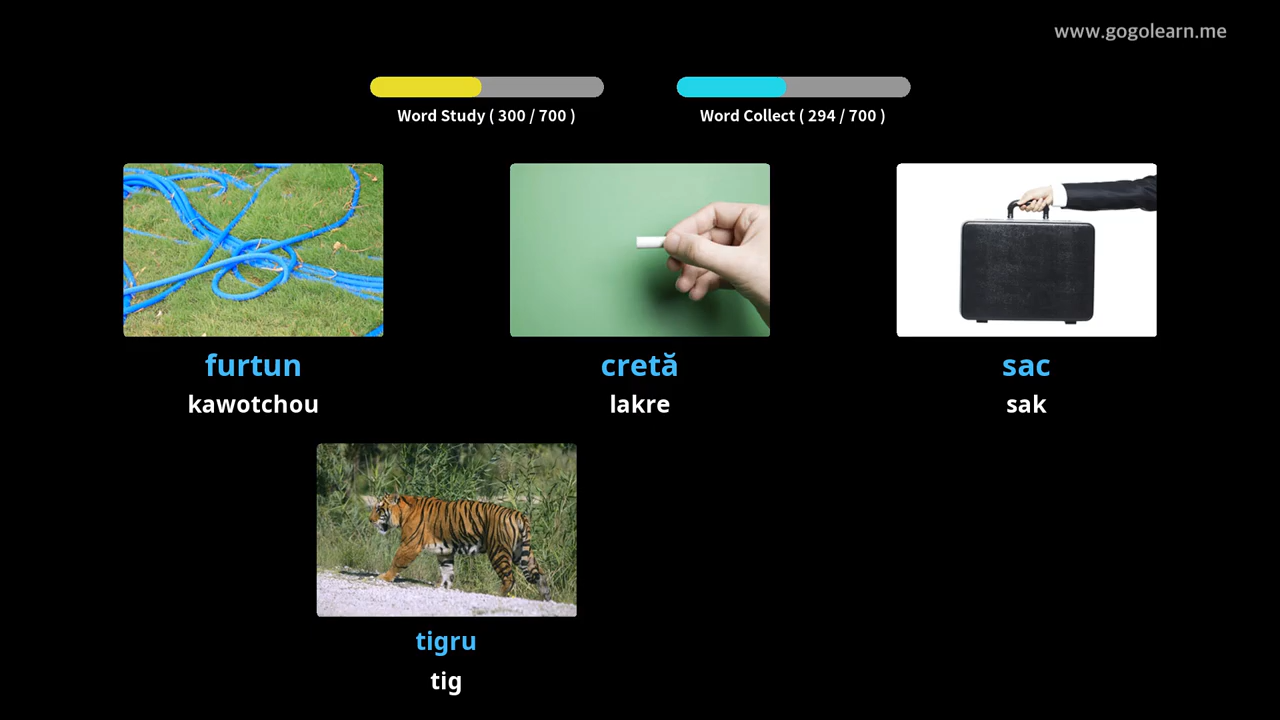 www.gogolearn.me
Word Study ( 300 / 700 )
Word Collect ( 294 / 700 )
furtun
cretă
sac
kawotchou
lakre
sak
tigru
tig